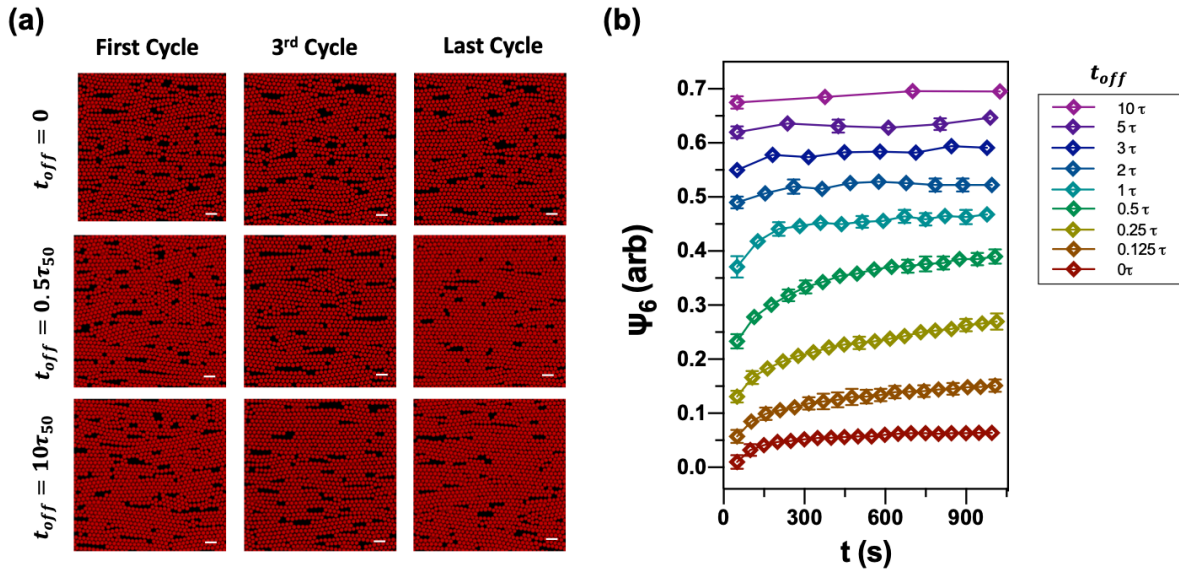 (a)
First Cycle 3rd Cycle Last Cycle
t_off = 0
t_off = 0.5τ50
t_off = 10τ50
(b)
Ψ6 (arb)
0.7
0.6
0.5
0.4
0.3
0.2
0.1
0.0
0 300 600 900
t (s)
t_off
10 τ
5 τ
3 τ
2 τ
1 τ
0.5 τ
0.25 τ
0.125 τ
0τ